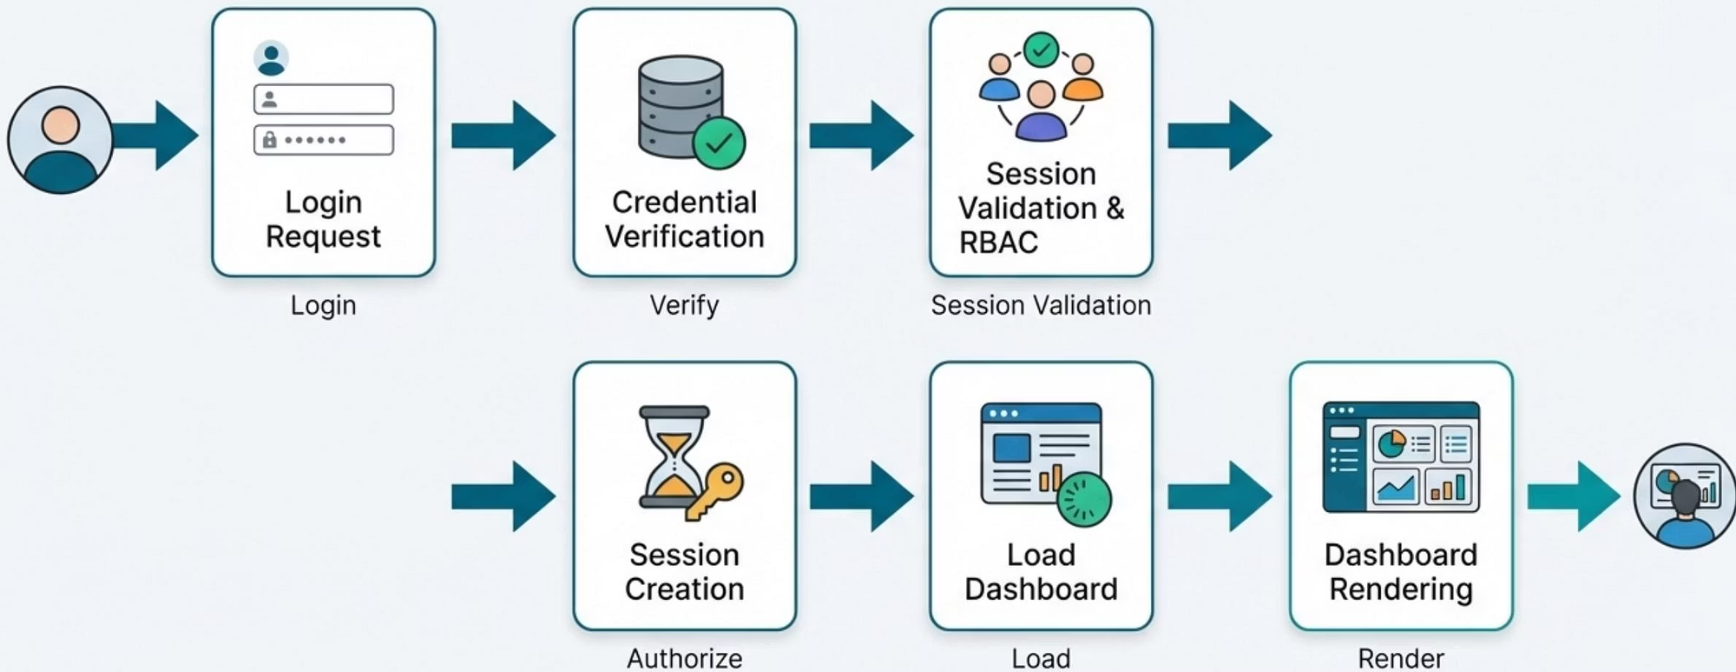 Login
Request
Login
Credential
Verification
Verify
Session
Validation &
RBAC
Session Validation
Session
Creation
Authorize
Load
Dashboard
Load
Dashboard
Rendering
Render